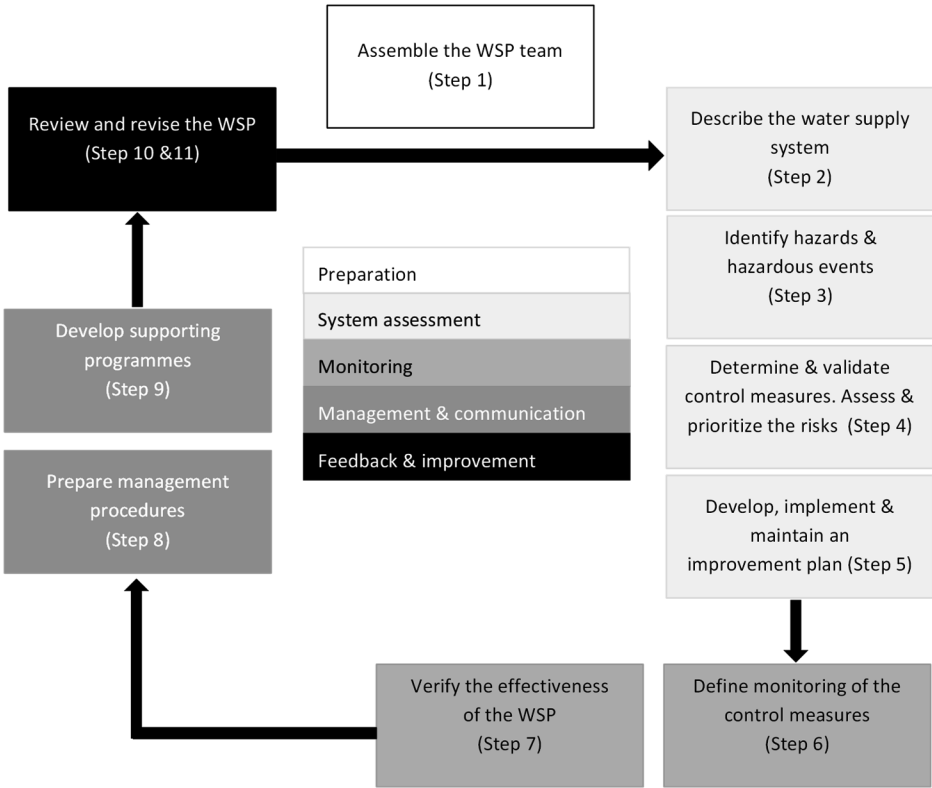 Assemble the WSP team
(Step 1)
Review and revise the WSP
(Step 10 &11)
Describe the water supply
system
(Step 2)
Identify hazards &
hazardous events
(Step 3)
Determine & validate
control measures. Assess &
prioritize the risks (Step 4)
Develop, implement &
maintain an
improvement plan (Step 5)
Define monitoring of the
control measures
(Step 6)
Verify the effectiveness
of the WSP
(Step 7)
Prepare management
procedures
(Step 8)
Develop supporting
programmes
(Step 9)
Preparation
System assessment
Monitoring
Management & communication
Feedback & improvement